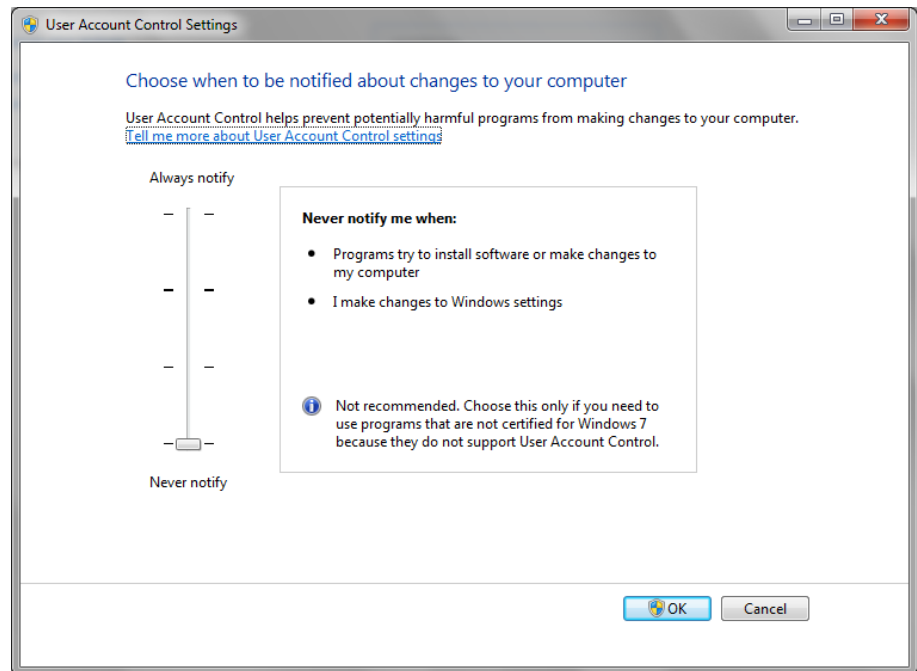 User Account Control Settings
Choose when to be notified about changes to your computer
User Account Control helps prevent potentially harmful programs from making changes to your computer.
Tell me more about User Account Control settings
Always notify
Never notify me when:
• Programs try to install software or make changes to
my computer
• I make changes to Windows settings
Not recommended. Choose this only if you need to
use programs that are not certified for Windows 7
because they do not support User Account Control.
Never notify
OK
Cancel